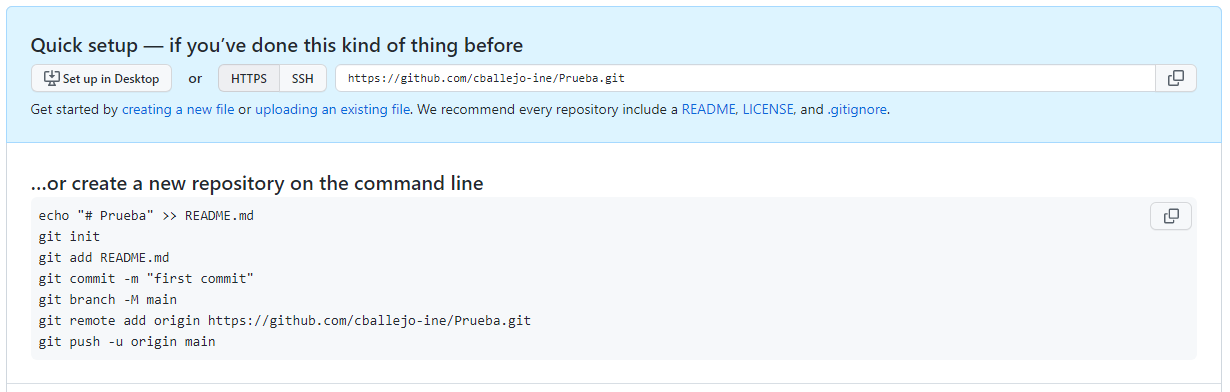 Quick setup — if you’ve done this kind of thing before
Set up in Desktop or HTTPS SSH https://github.com/cballejo-ine/Prueba.git
Get started by creating a new file or uploading an existing file. We recommend every repository include a README, LICENSE, and .gitignore.
…or create a new repository on the command line
echo "# Prueba" >> README.md
git init
git add README.md
git commit -m "first commit"
git branch -M main
git remote add origin https://github.com/cballejo-ine/Prueba.git
git push -u origin main